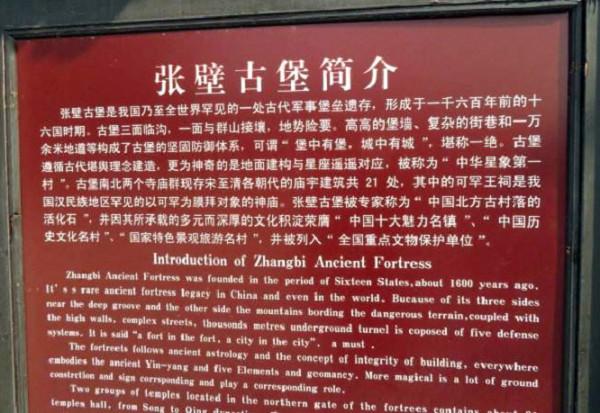 张壁古堡简介
张壁古堡是我国乃至全世界罕见的一处古代军事堡垒遗存，形成于一千六百年前的十
六国时期。古堡三面临沟，一面与群山接壤，地势险要。高高的堡墙、复杂的街巷和一万
余米地道等构成了古堡的坚固防御体系，可谓“堡中有堡，城中有城”，堪称一绝。古堡
遵循古代堪舆理念建造，更为神奇的是地面建构与星座遥遥对应，被称为“中华星象第一
村”。古堡南北两个寺庙群现存宋至清各朝代的庙宇建筑共 21 处，其中的可罕王祠是我
国汉民族地区罕见的以可罕为膜拜对象的神庙。张壁古堡被专家称为“中国北方古村落的
活化石”，并因其所承载的多元而深厚的文化积淀荣膺“中国十大魅力名镇”、“中国历
史文化名村”、“国家特色景观旅游名村”，并被列入“全国重点文物保护单位”。
Introduction of Zhangbi Ancient Fortress
Zhangbi Ancient Fortress was founded in the period of Sixteen States,about 1600 years ago.
It's s rare ancient fortress legacy in China and even in the world. Bucause of its three sides
near the deep groove and the other side the mountains bording the dangerous terrain,coupled with
the high walls, complex streets, thousonds metres underground turnel is coposed of five defense
systems. It is said "a fort in the fort, a city in the city". a must .
The fortreets follows ancient astrology and the concept of integrity of building, everywhere
embodies the ancient Yin-yang and five Elements and geomancy. More magical is a lot of ground
constrction and sign corrsponding and play a corresponding role.
Two groups of temples located in the northern gate of the fortrees contains about
temples hall, from Song to Qing